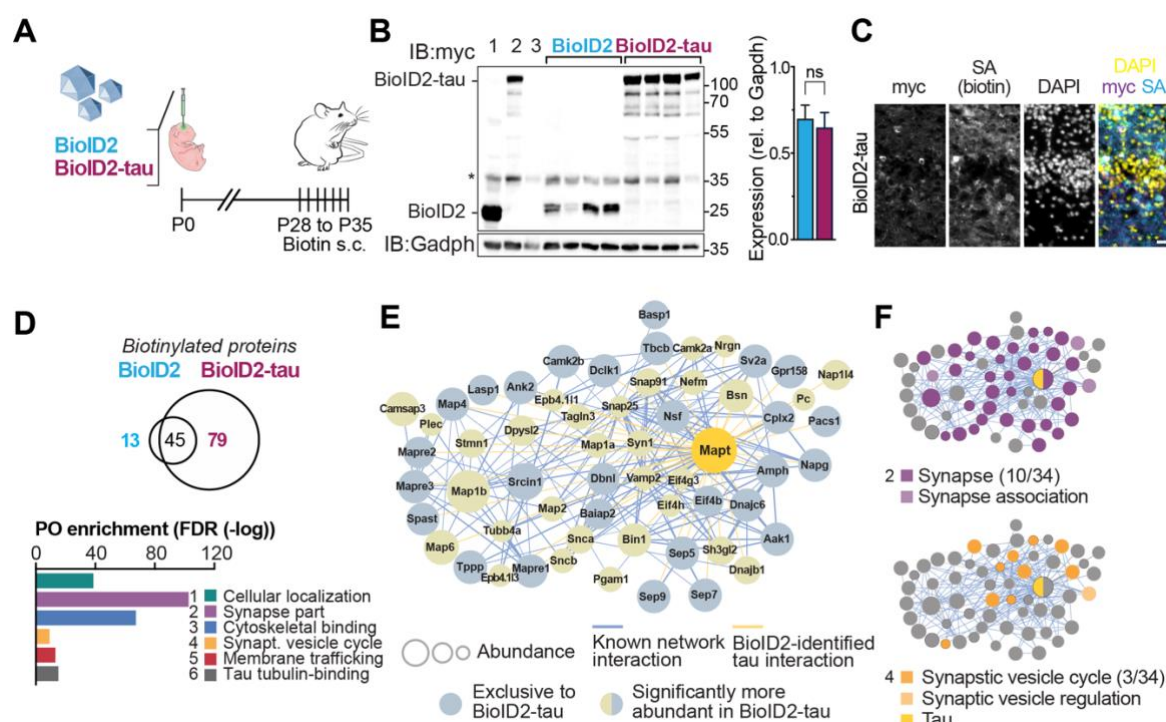 A
BioID2
BioID2-tau
P0
P28 to P35
Biotin s.c.
B
IB:myc 1 2 3 BioID2 BioID2-tau
BioID2-tau
100
70
55
*
35
BioID2
25
IB:Gadph
35
Expression (rel. to Gapdh)
1.0
0.5
0.0
ns
C
BioID2-tau
myc
SA
(biotin)
DAPI
DAPI
myc SA
D
Biotinylated proteins
BioID2 BioID2-tau
13 45 79
PO enrichment (FDR (-log))
0 40 80 120
1 Cellular localization
2 Synapse part
3 Cytoskeletal binding
4 Synapt. vesicle cycle
5 Membrane trafficking
6 Tau tubulin-binding
E
Basp1
Tbcb
Camk2a
Nrgn
Camk2b
Dclk1
Sv2a
Gpr158
Nap1l4
Lasp1
Ank2
Snap91
Nefm
Bsn
Pc
Epb4.1l1
Map4
Tagln3
Snap25
Nsf
Cplx2
Pacs1
Camsap3
Plec
Stmn1
Dpysl2
Map1a
Syn1
Mapt
Mapre2
Srcin1
Dbnl
Vamp2
Eif4g3
Amph
Napg
Mapre3
Map1b
Map2
Baiap2
Eif4h
Eif4b
Dnajc6
Spast
Tubb4a
Snca
Bin1
Sep5
Sh3gl2
Aak1
Map6
Tppp
Epb4.1l3
Mapre1
Sncb
Pgam1
Dnajb1
Sep9
Sep7
Abundance
Known network
interaction
BioID2-identified
tau interaction
Exclusive to
BioID2-tau
Significantly more
abundant in BioID2-tau
F
2 Synapse (10/34)
Synapse association
4 Synapstic vesicle cycle (3/34)
Synaptic vesicle regulation
Tau